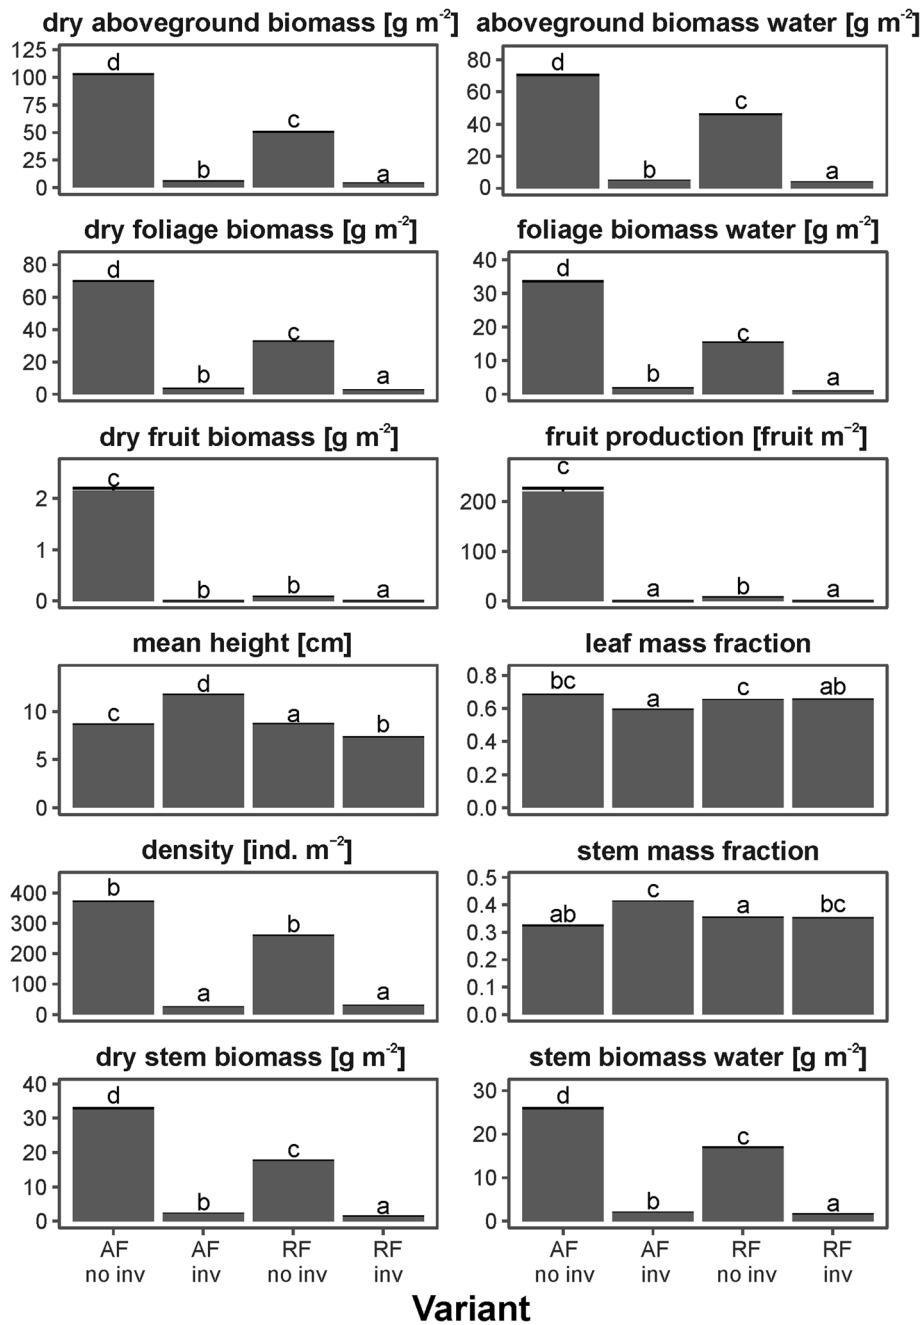 dry aboveground biomass [g m⁻²]
125
100
75
50
25
0
d
b
c
a
aboveground biomass water [g m⁻²]
80
60
40
20
0
d
b
c
a
dry foliage biomass [g m⁻²]
80
60
40
20
0
d
b
c
a
foliage biomass water [g m⁻²]
40
30
20
10
0
d
b
c
a
dry fruit biomass [g m⁻²]
2
1
0
c
b
b
a
fruit production [fruit m⁻²]
200
100
0
c
a
b
a
mean height [cm]
10
5
0
c
d
a
b
leaf mass fraction
0.8
0.6
0.4
0.2
0.0
bc
a
c
ab
density [ind. m⁻²]
400
300
200
100
0
b
a
b
a
stem mass fraction
0.5
0.4
0.3
0.2
0.1
0.0
ab
c
a
bc
dry stem biomass [g m⁻²]
40
30
20
10
0
d
b
c
a
AF no inv
AF inv
RF no inv
RF inv
stem biomass water [g m⁻²]
30
20
10
0
d
b
c
a
AF no inv
AF inv
RF no inv
RF inv
Variant